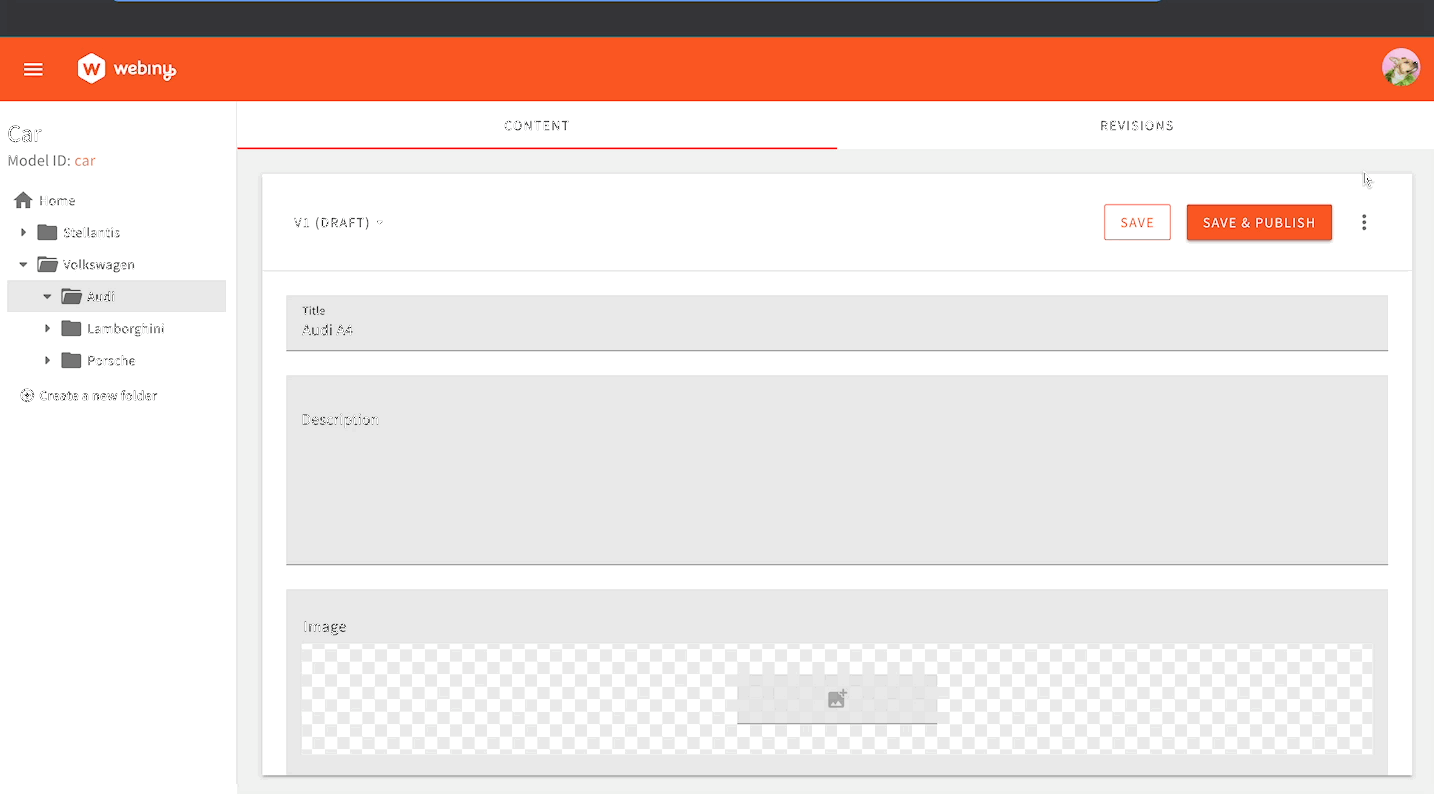 webiny
Car
Model ID: car
Home
Stellantis
Volkswagen
Audi
Lamborghini
Porsche
Create a new folder
CONTENT
REVISIONS
V1 (DRAFT)
SAVE
SAVE & PUBLISH
Title
Audi A4
Description
Image